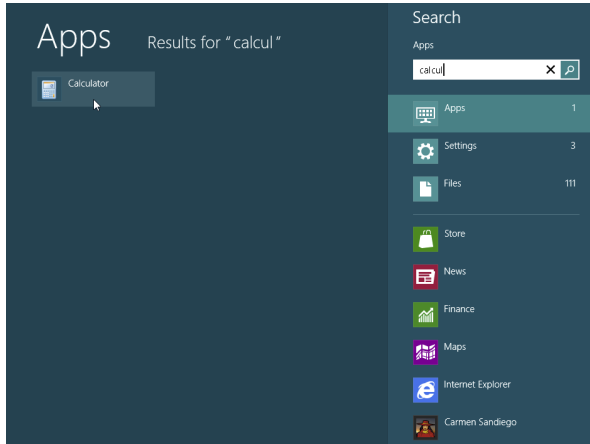 Apps
Results for “calcul”
Calculator
Search
Apps
calcul
Apps 1
Settings 3
Files 111
Store
News
Finance
Maps
Internet Explorer
Carmen Sandiego